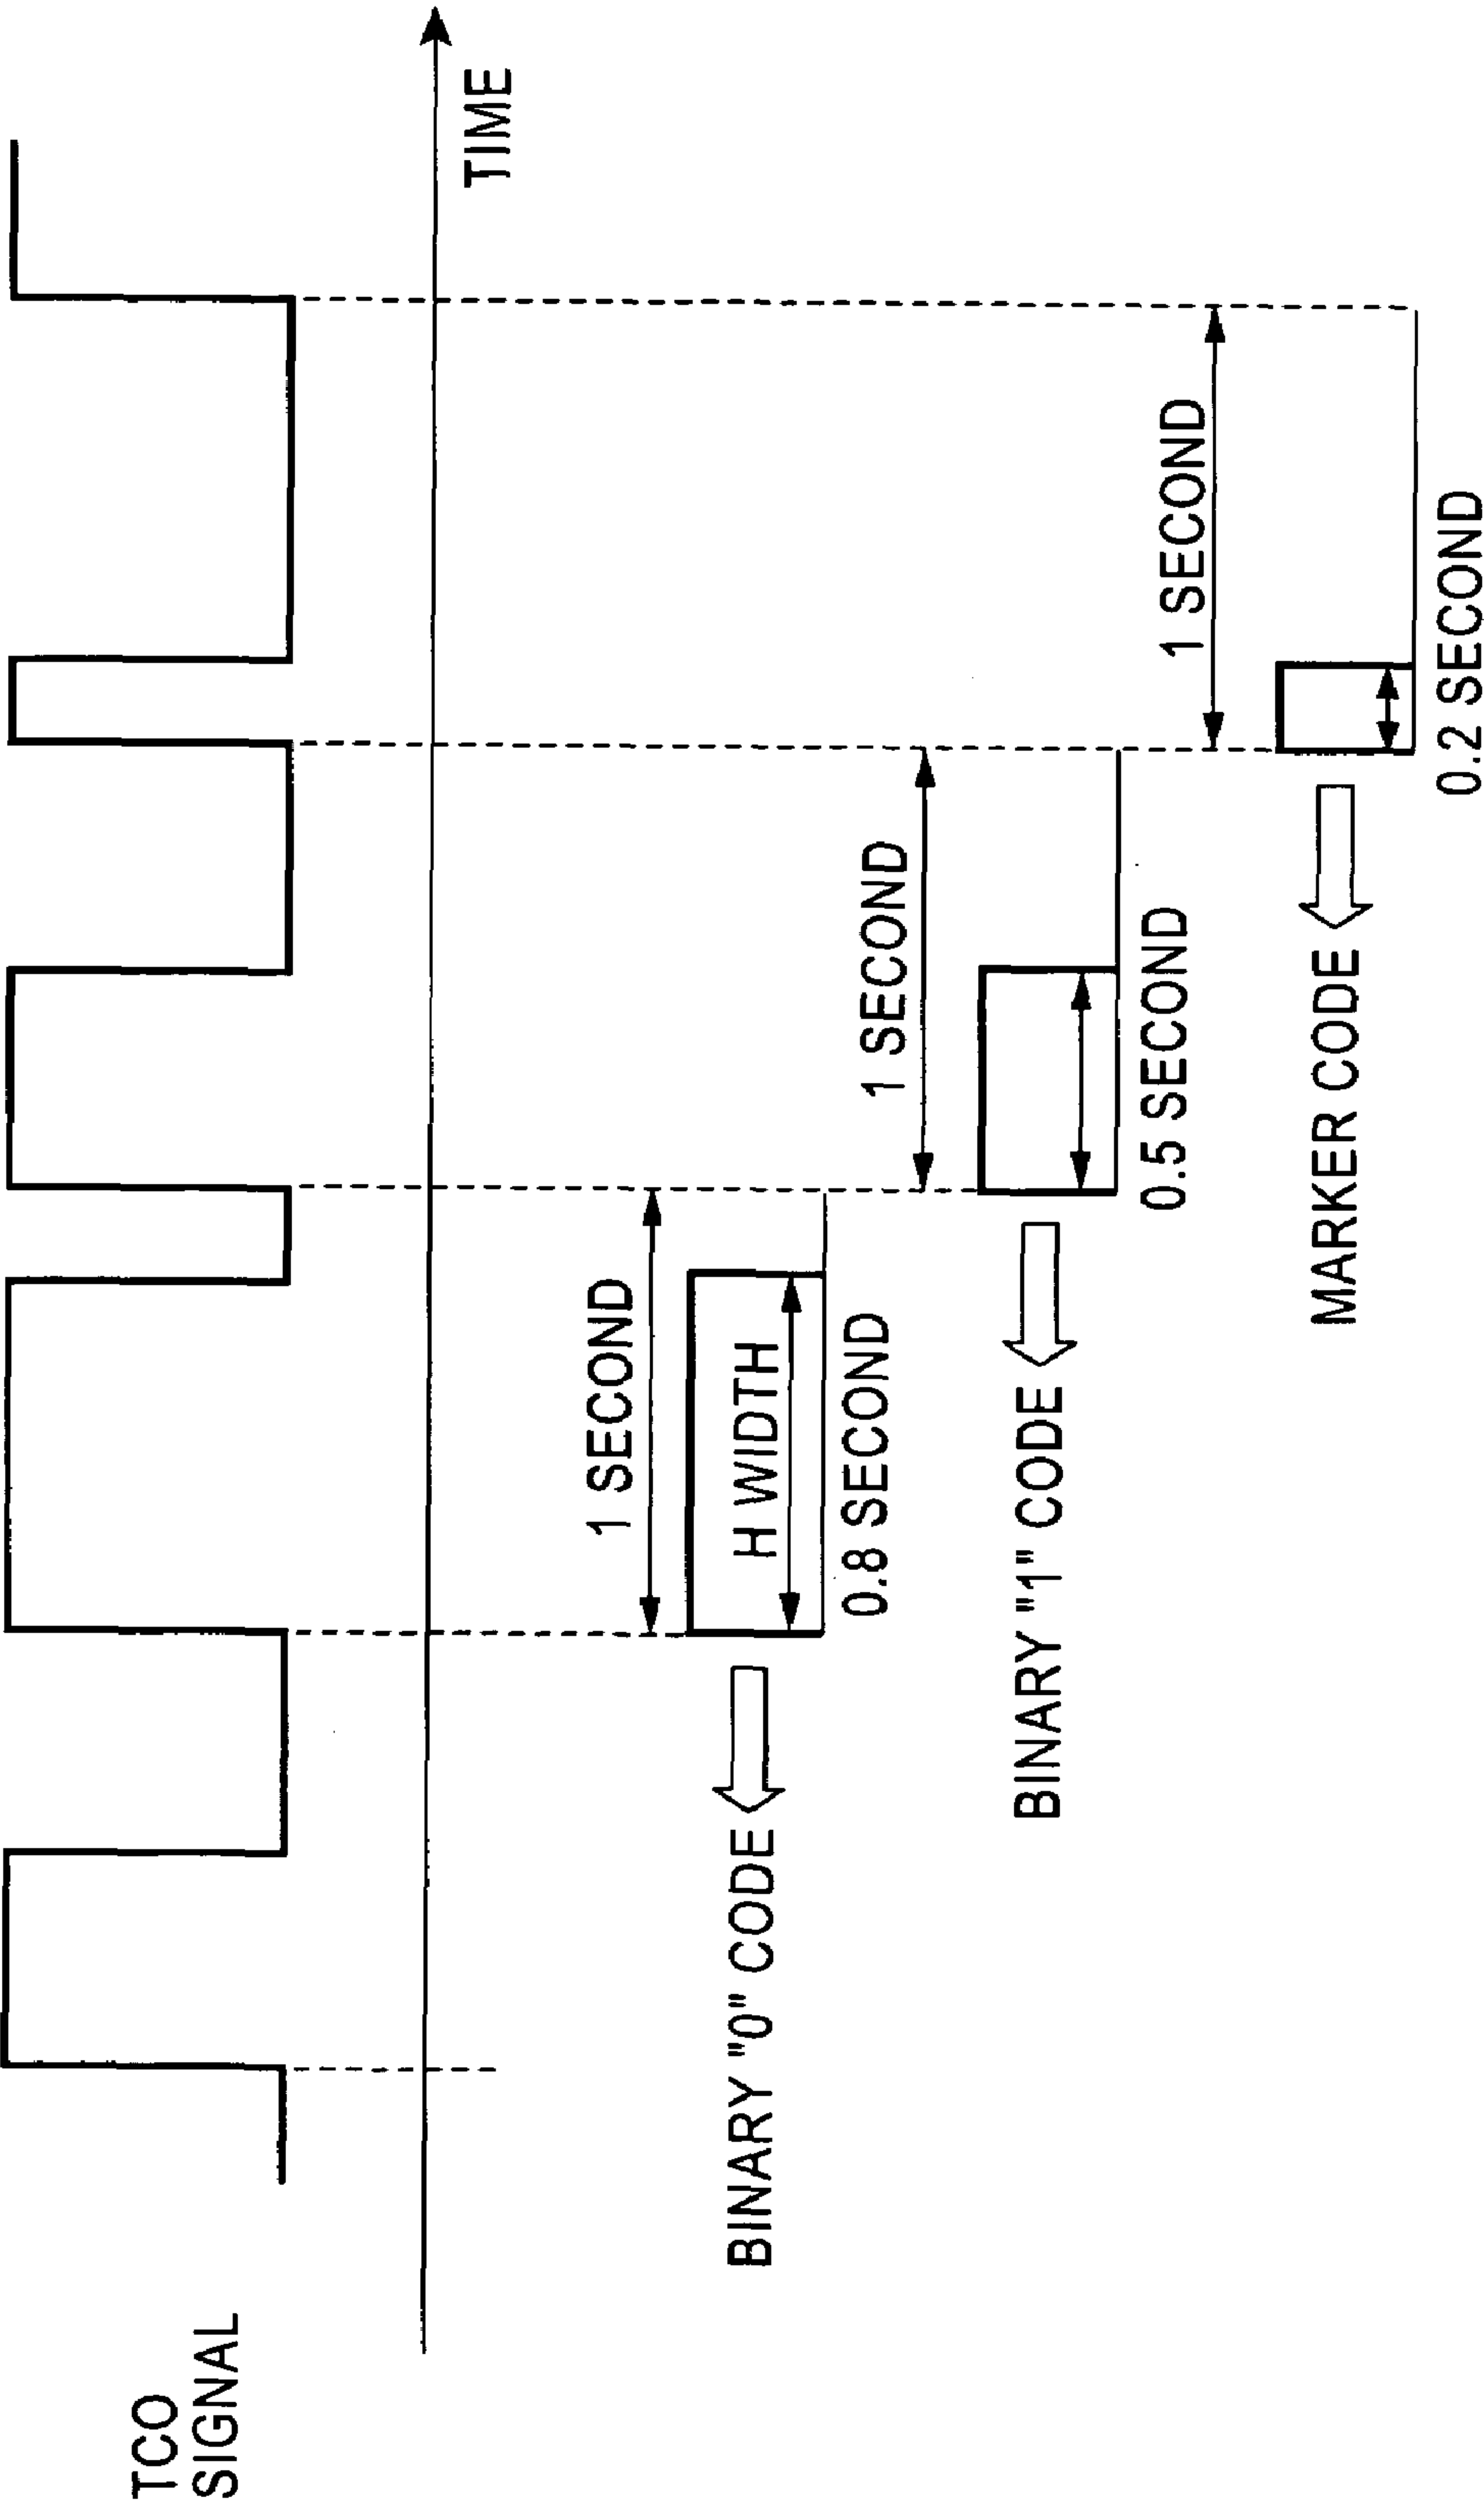 TCO
SIGNAL
TIME
1 SECOND
H WIDTH
0.8 SECOND
BINARY "0" CODE
1 SECOND
0.5 SECOND
BINARY "1" CODE
1 SECOND
0.2 SECOND
MARKER CODE